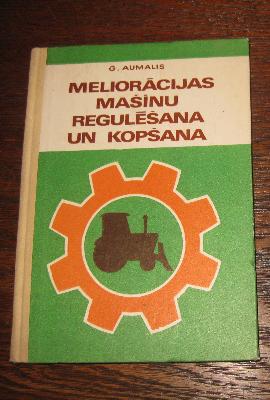 G. AUMALIS
MELIORĀCIJAS
MAŠĪNU
REGULĒŠANA
UN KOPŠANA